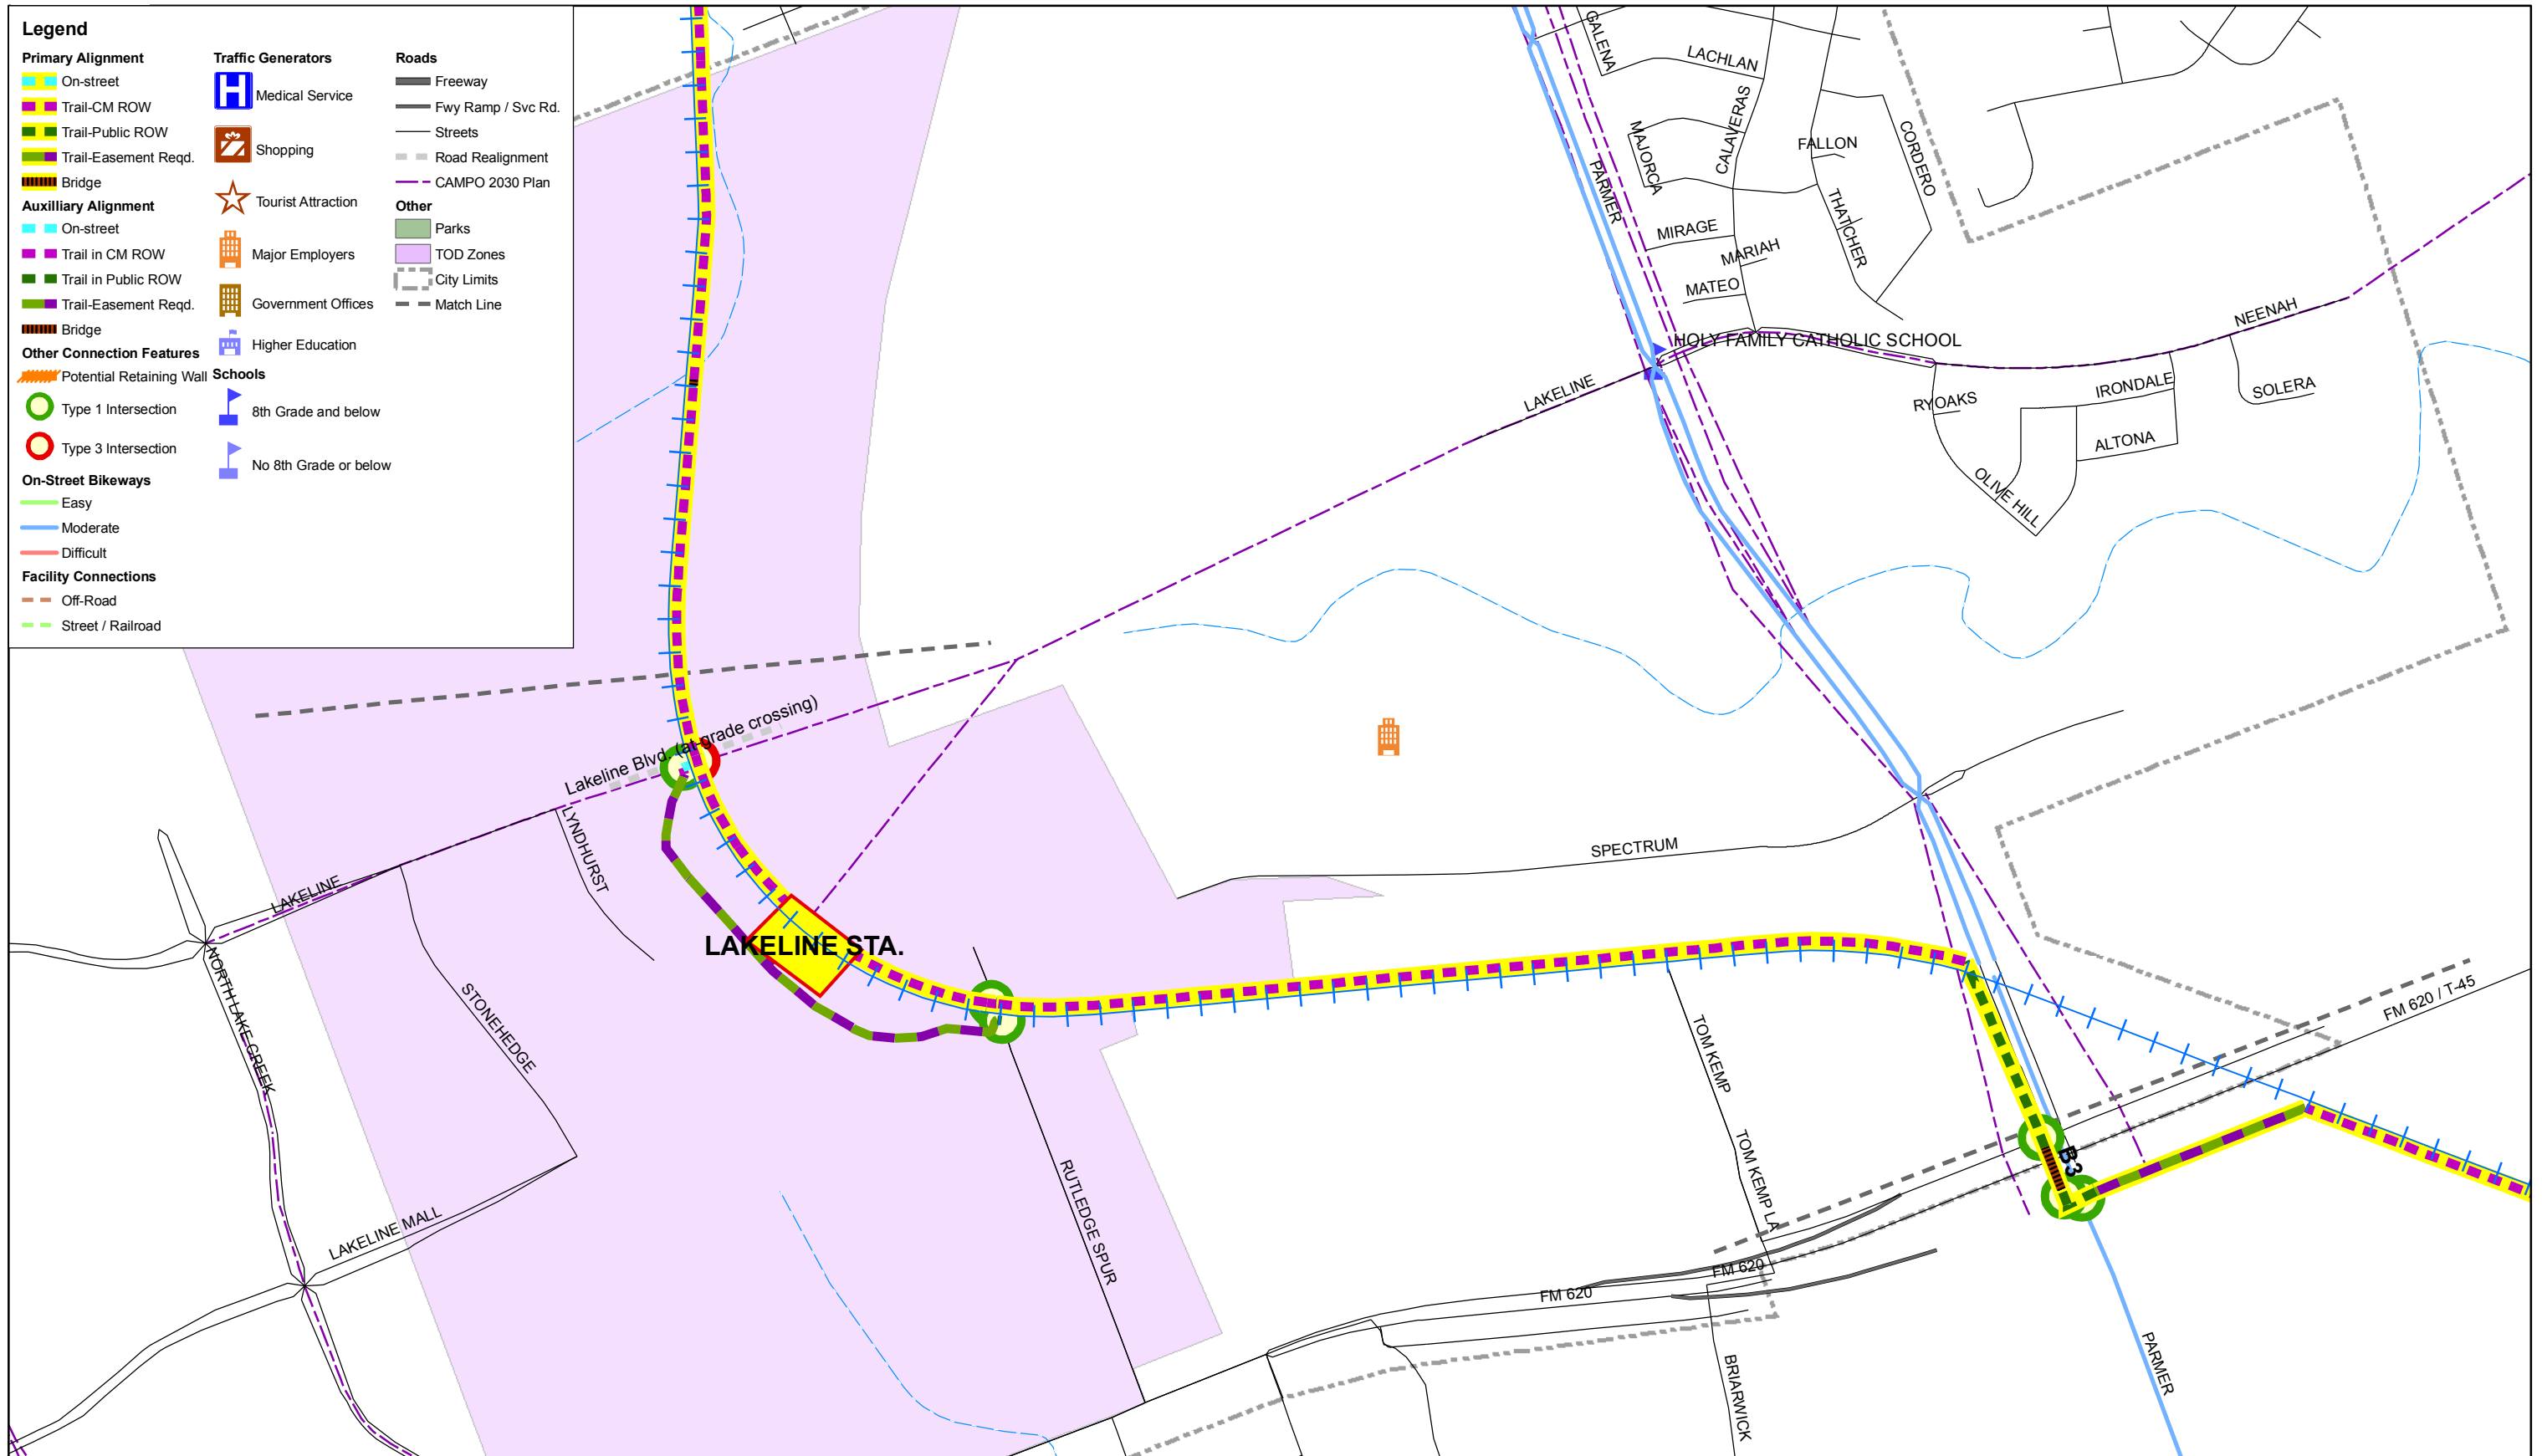 Legend
Primary Alignment
On-street
Trail-CM ROW
Trail-Public ROW
Trail-Easement Reqd.
Bridge
Auxilliary Alignment
On-street
Trail in CM ROW
Trail in Public ROW
Trail-Easement Reqd.
Bridge
Other Connection Features
Potential Retaining Wall
Type 1 Intersection
Type 3 Intersection
On-Street Bikeways
Easy
Moderate
Difficult
Facility Connections
Off-Road
Street / Railroad
Traffic Generators
Medical Service
Shopping
Tourist Attraction
Major Employers
Government Offices
Higher Education
Schools
8th Grade and below
No 8th Grade or below
Roads
Freeway
Fwy Ramp / Svc Rd.
Streets
Road Realignment
CAMPO 2030 Plan
Other
Parks
TOD Zones
City Limits
Match Line
GALENA
LACHLAN
CALAVERAS
MAJORCA
FALLON
CORDERO
PARMER
THATCHER
MIRAGE
MARIAH
MATEO
NEENAH
HOLY FAMILY CATHOLIC SCHOOL
LAKELINE
RYOAKS
IRONDALE
SOLERA
ALTONA
OLIVE HILL
Lakeline Blvd. (at-grade crossing)
LYNDHURST
SPECTRUM
LAKELINE
LAKELINE STA.
NORTH LAKE CREEK
STONEHEDGE
TOM KEMP
FM 620 / T-45
B3
TOM KEMP LA
RUTLEDGE SPUR
LAKELINE MALL
FM 620
FM 620
BRIARWICK
PARMER